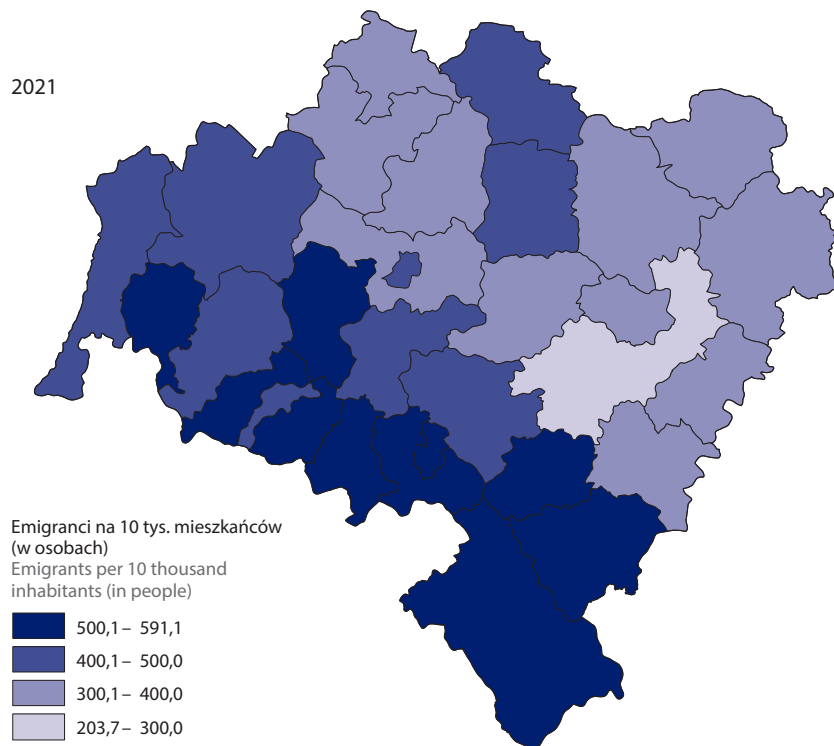 2021
Emigranci na 10 tys. mieszkańców
(w osobach)
Emigrants per 10 thousand
inhabitants (in people)
500,1 – 591,1
400,1 – 500,0
300,1 – 400,0
203,7 – 300,0